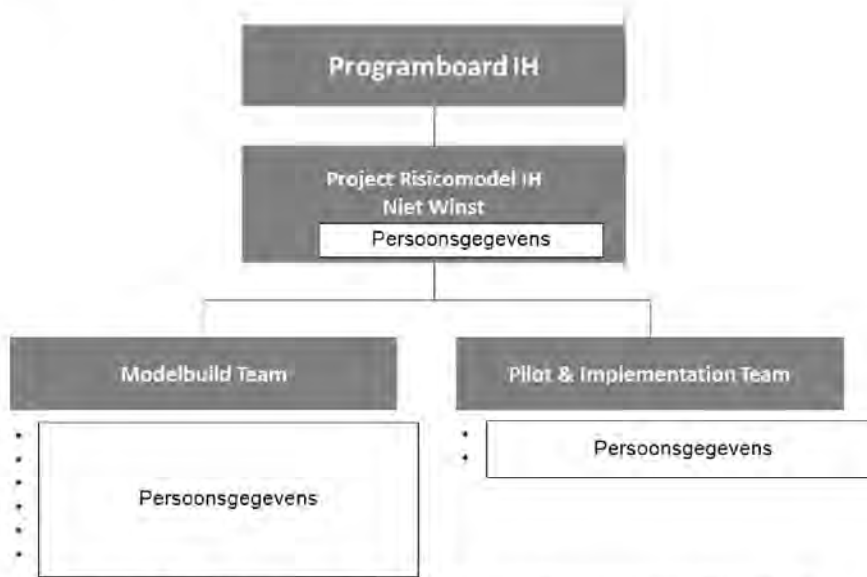 Programboard IH
Project Risicomodel IH
Niet Winst
Persoonsgegevens
Modelbuild Team
Pilot & Implementation Team
Persoonsgegevens
Persoonsgegevens